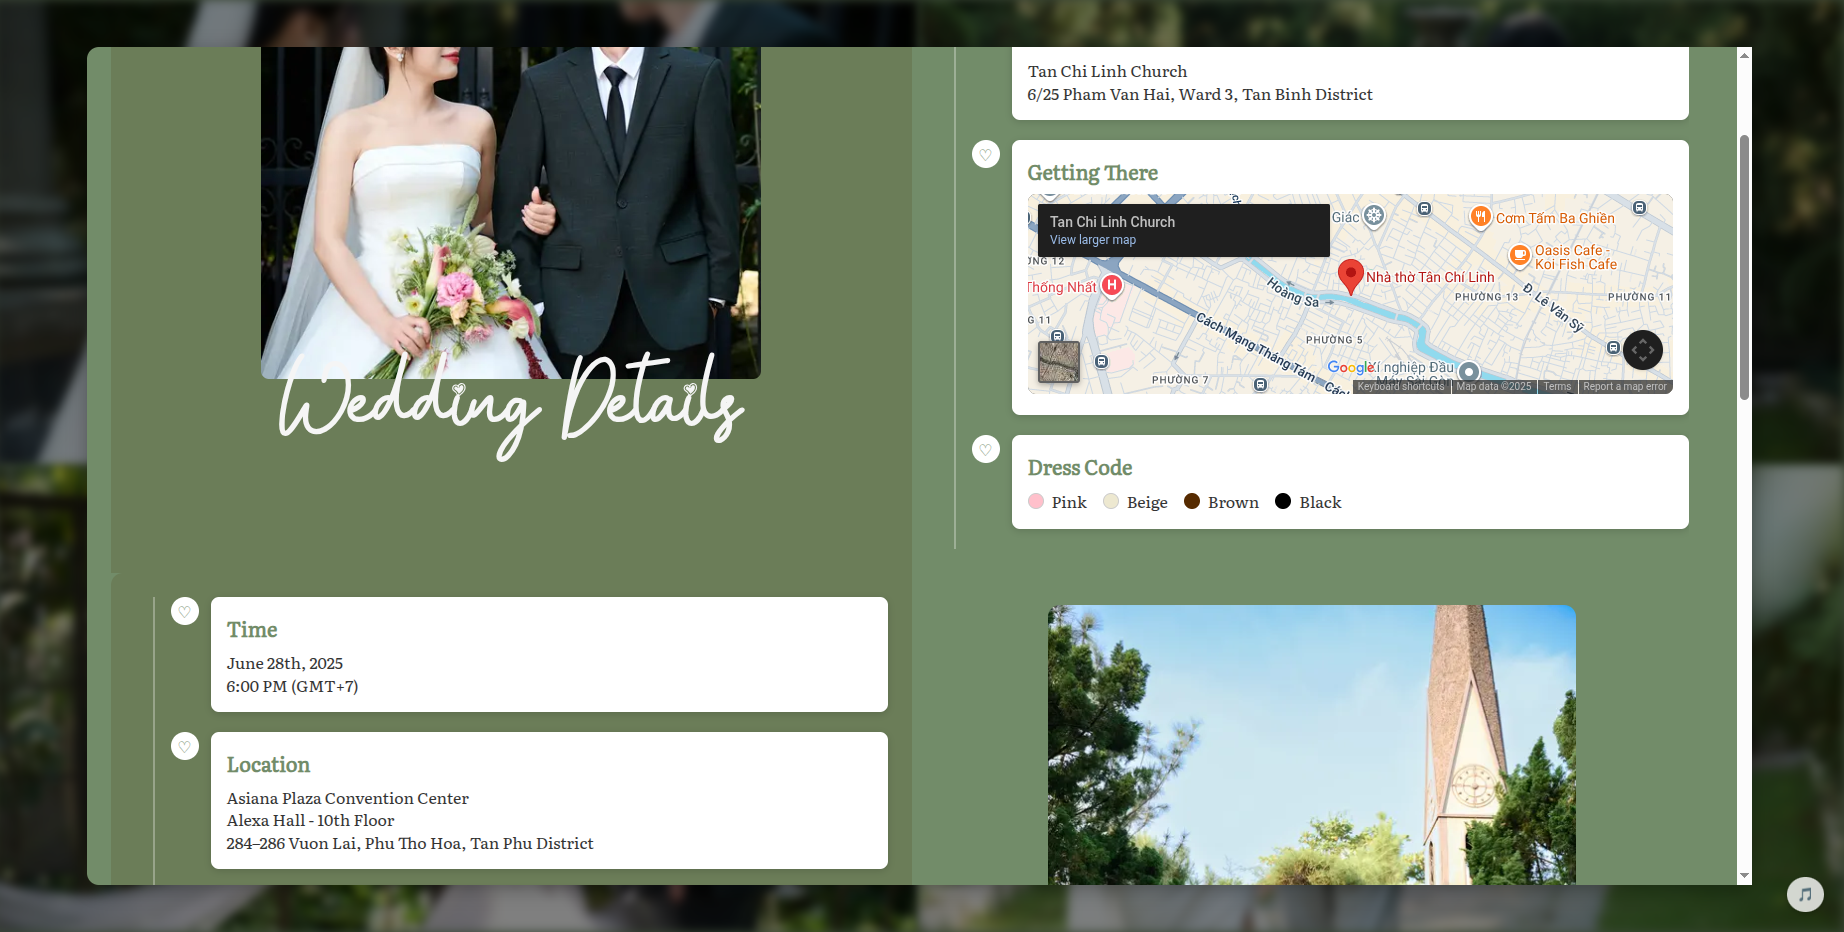 Wedding Details
Time
June 28th, 2025
6:00 PM (GMT+7)
Location
Asiana Plaza Convention Center
Alexa Hall - 10th Floor
284–286 Vuon Lai, Phu Tho Hoa, Tan Phu District
Tan Chi Linh Church
6/25 Pham Van Hai, Ward 3, Tan Binh District
Getting There
Tan Chi Linh Church
View larger map
Giác
Cơm Tấm Ba Ghiền
Oasis Cafe -
Koi Fish Cafe
12
Thống Nhất
H
Nhà thờ Tân Chí Linh
Hoàng Sa
PHƯỜNG 13
Đ. Lê Văn Sỹ
PHƯỜNG 11
G 11
Cách Mạng Tháng Tám
PHƯỜNG 5
PHƯỜNG 7
Google
Xí nghiệp Đầu
Keyboard shortcuts
Map data ©2025
Terms
Report a map error
Dress Code
Pink
Beige
Brown
Black